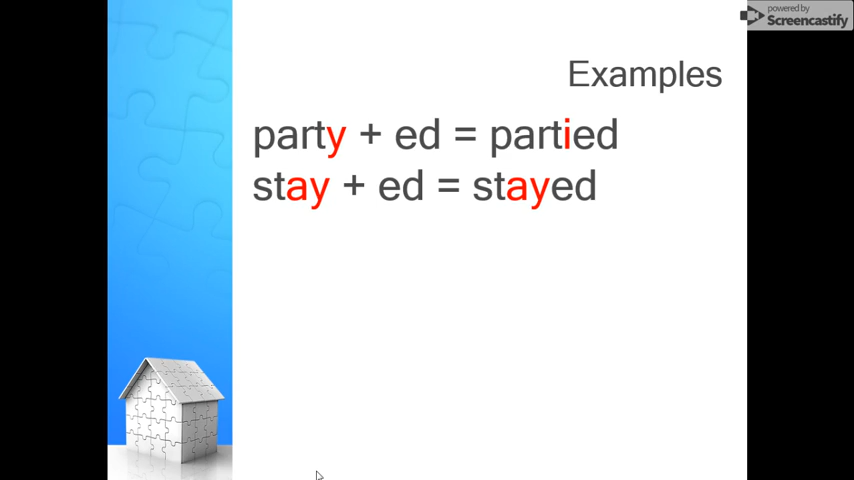 powered by
Screencastify
Examples
party + ed = partied
stay + ed = stayed